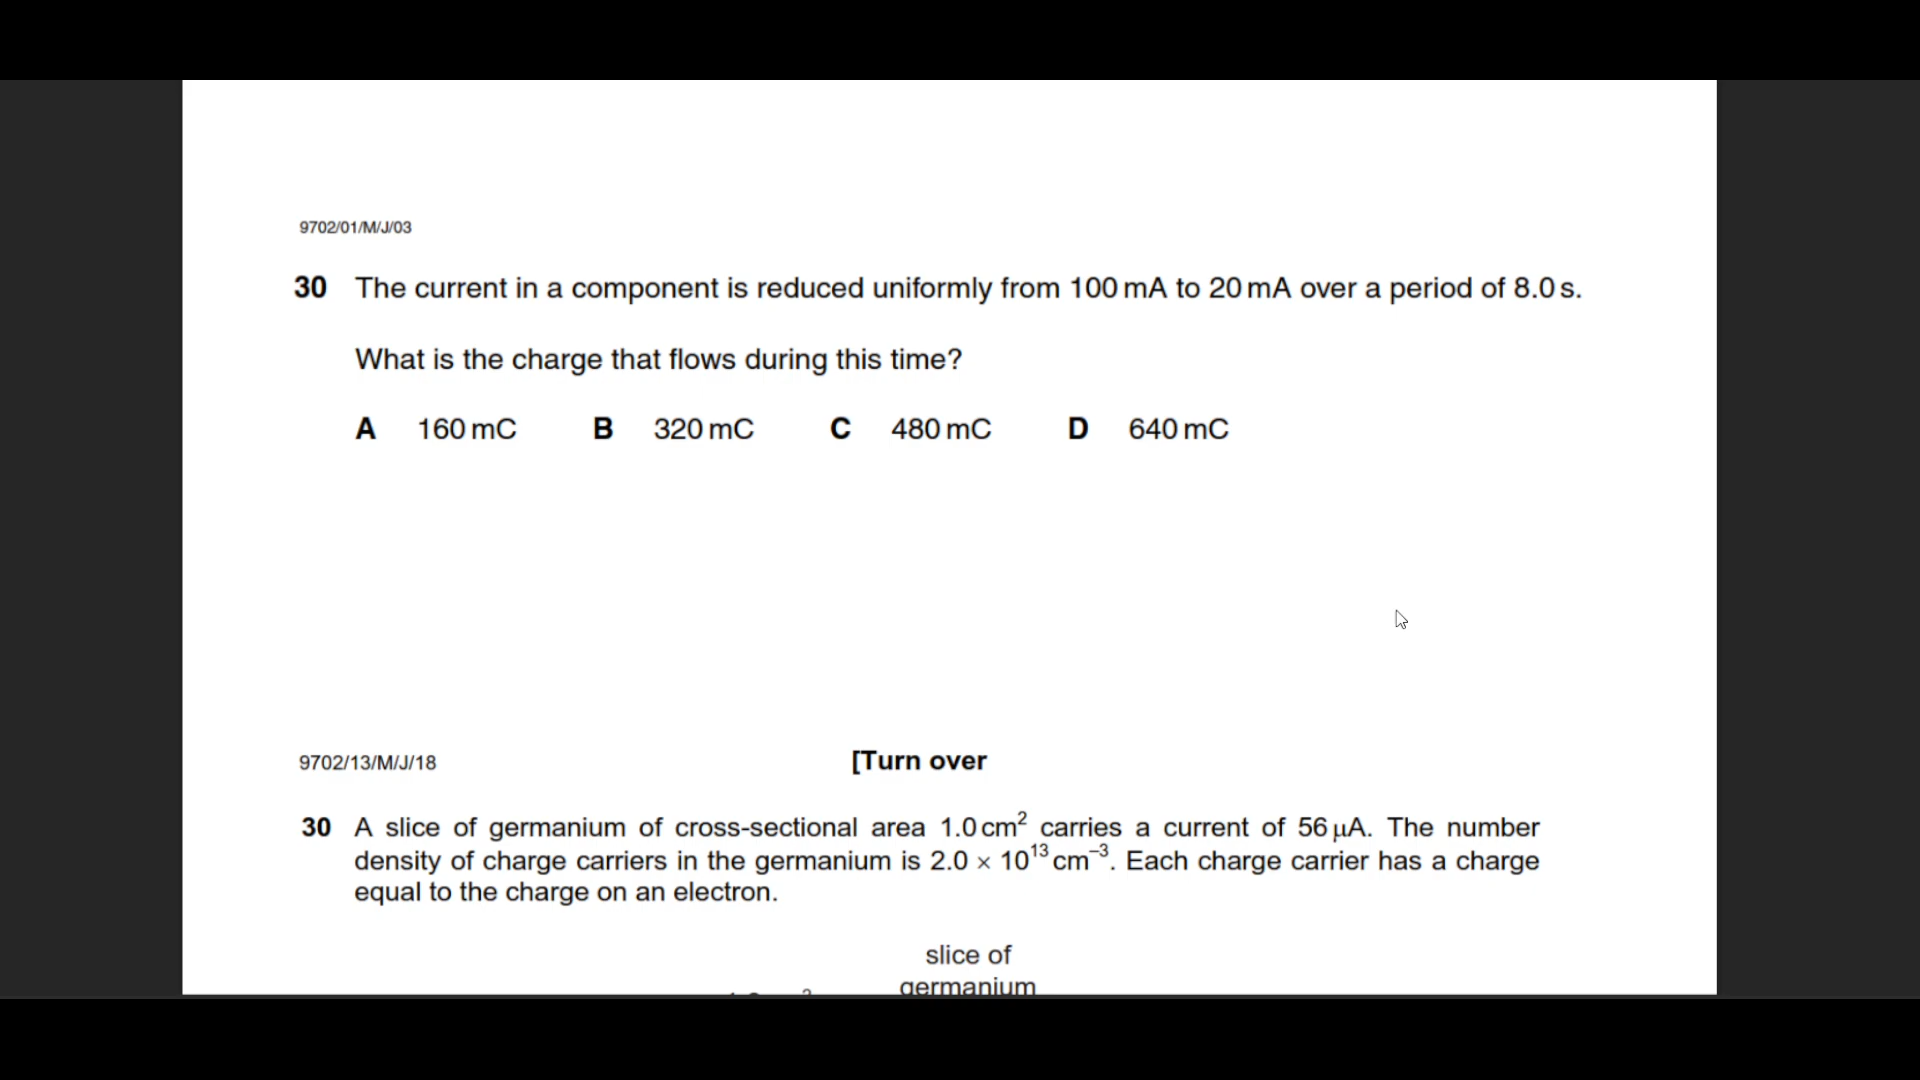 9702/01/M/J/03
30 The current in a component is reduced uniformly from 100 mA to 20 mA over a period of 8.0 s.
What is the charge that flows during this time?
A 160 mC B 320 mC C 480 mC D 640 mC
9702/13/M/J/18 [Turn over
30 A slice of germanium of cross-sectional area 1.0 cm² carries a current of 56 μA. The number
density of charge carriers in the germanium is 2.0 × 10¹³ cm⁻³. Each charge carrier has a charge
equal to the charge on an electron.
slice of
germanium